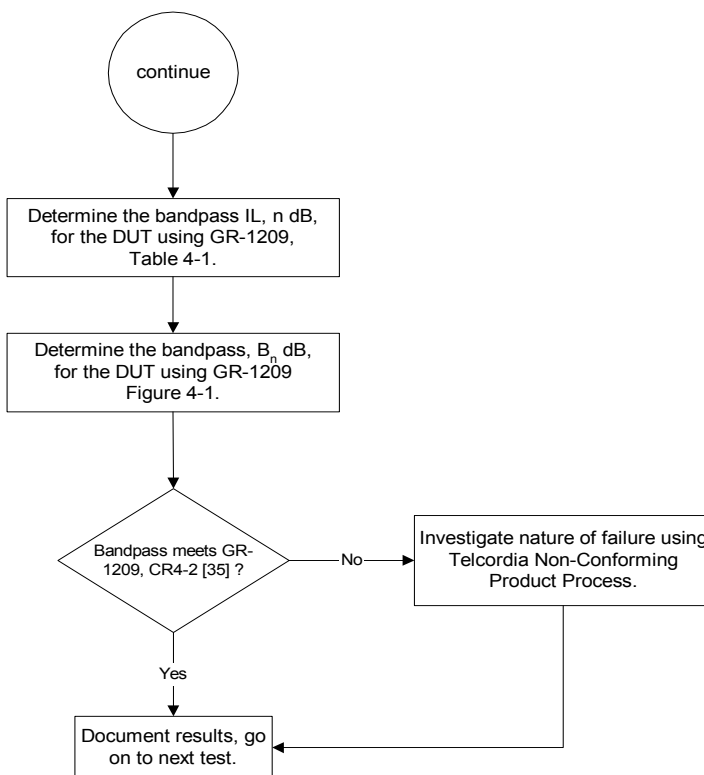 continue
Determine the bandpass IL, n dB,
for the DUT using GR-1209,
Table 4-1.
Determine the bandpass, Bn dB,
for the DUT using GR-1209
Figure 4-1.
Bandpass meets GR-
1209, CR4-2 [35] ?
No
Investigate nature of failure using
Telcordia Non-Conforming
Product Process.
Yes
Document results, go
on to next test.